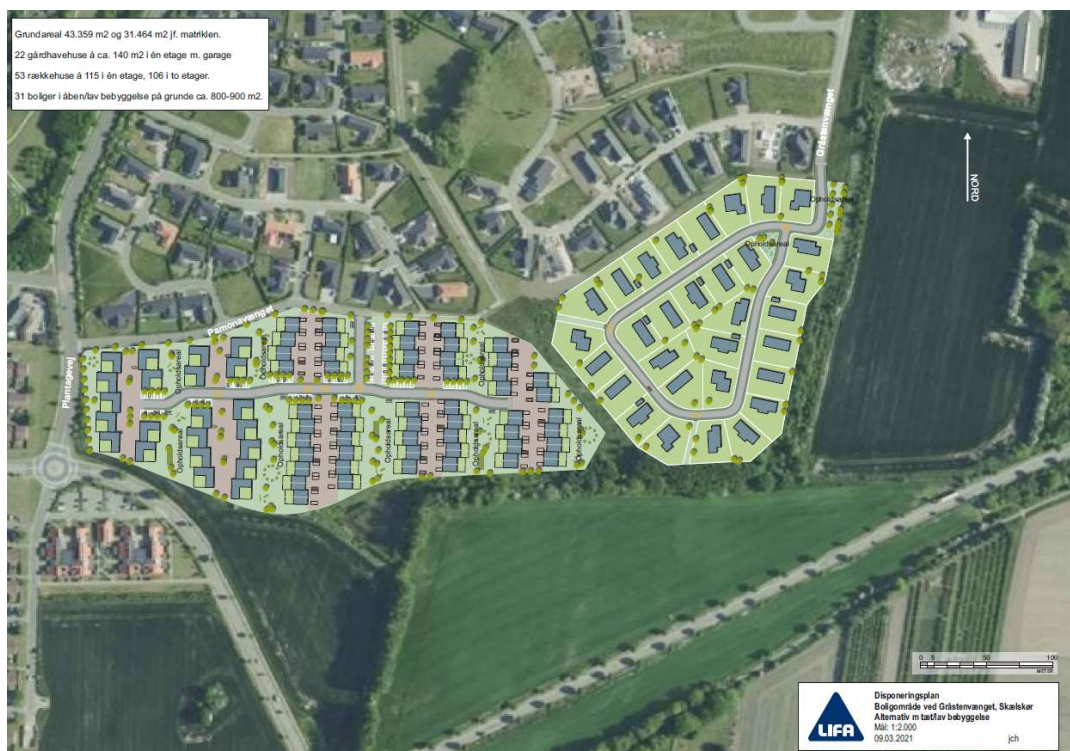 Grundareal 43.359 m2 og 31.464 m2 jf. matriklen.
22 gårdhavehuse á ca. 140 m2 i én etage m. garage
53 rækkehuse á 115 i én etage, 106 i to etager.
31 boliger i åben/lav bebyggelse på grunde ca. 800-900 m2.
Gråstenvænget
NORD
Opholdsareal
Opholdsareal
Pamonavænget
Plantagevej
Opholdsareal
Opholdsareal
Opholdsareal
Opholdsareal
Opholdsareal
Opholdsareal
Opholdsareal
Opholdsareal
0 5 50 100
LIFA
Disponeringsplan
Boligområde ved Gråstenvænget, Skælskør
Alternativ m tæt/lav bebyggelse
Mål: 1:2.000
09.03.2021 jch